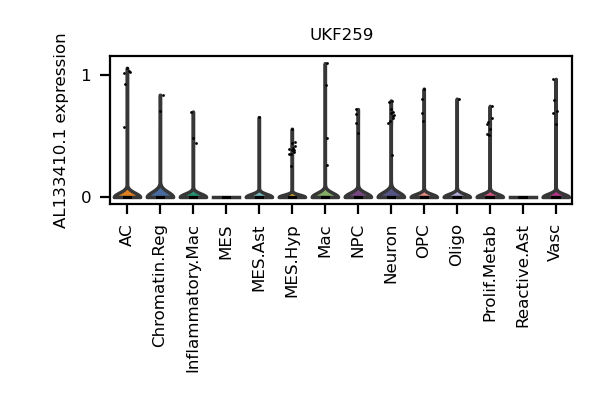 UKF259
AL133410.1 expression
1
0
AC
Chromatin.Reg
Inflammatory.Mac
MES
MES.Ast
MES.Hyp
Mac
NPC
Neuron
OPC
Oligo
Prolif.Metab
Reactive.Ast
Vasc